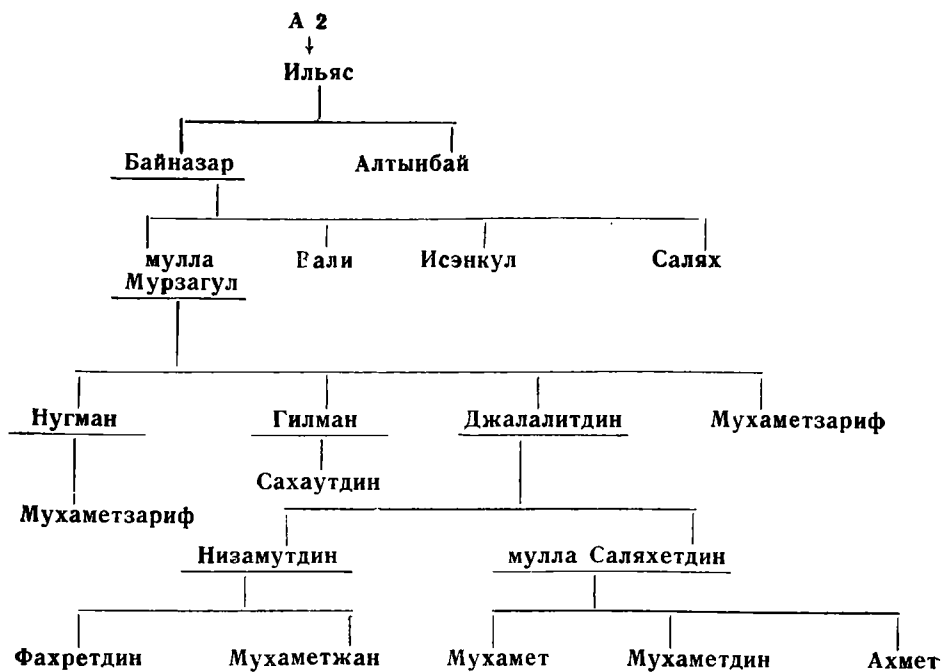 А 2
Ильяс
Байназар Алтынбай
мулла Вали Исэнкул Салях
Мурзагул
Нугман Гилман Джалалитдин Мухаметзариф
Сахаутдин
Мухаметзариф
Низамутдин мулла Саляхетдин
Фахретдин Мухаметжан Мухамет Мухаметдин Ахмет